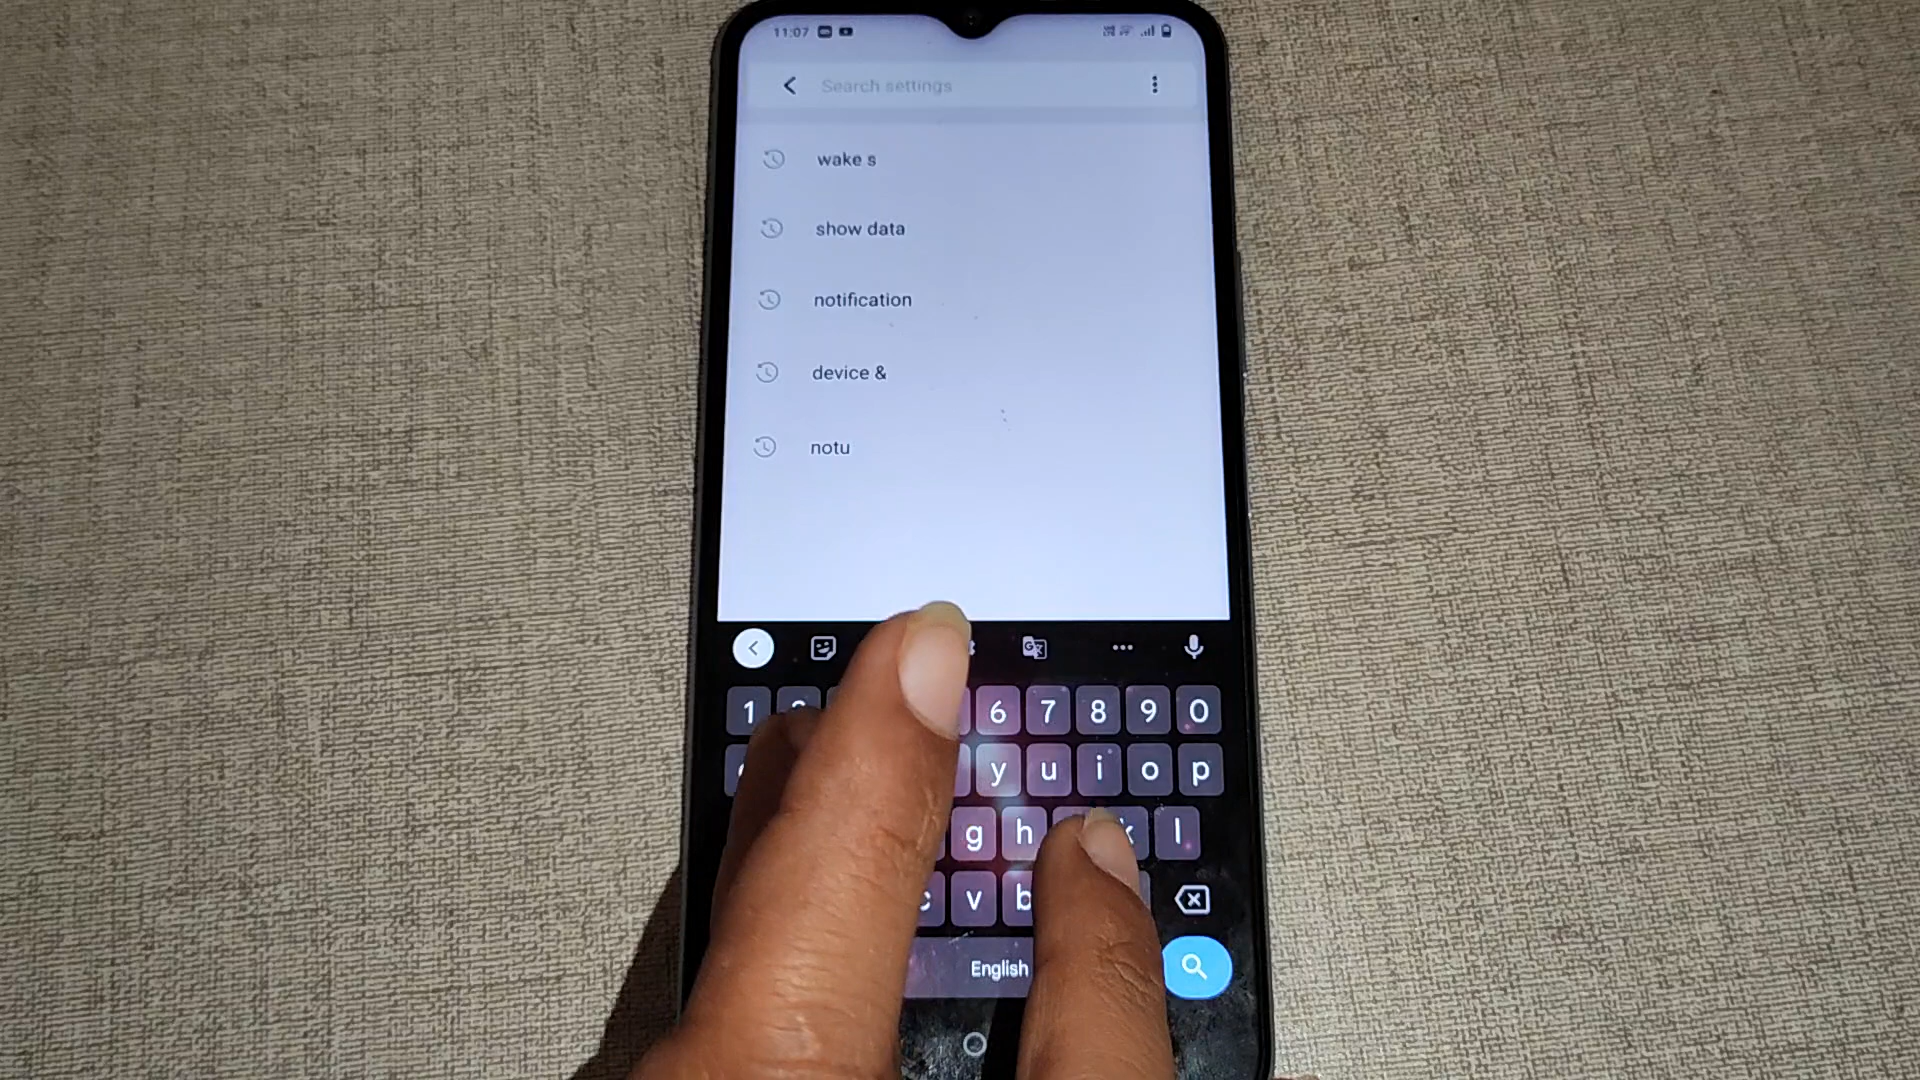 11:07
Search settings
wake s
show data
notification
device &
notu
1 6 7 8 9 0
y u i o p
g h k l
c v b
English